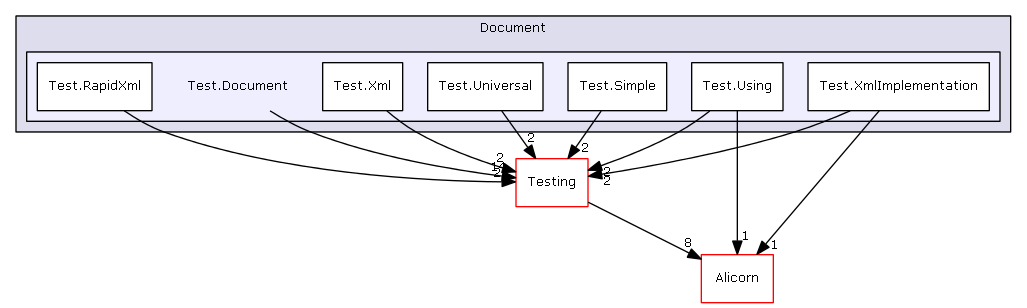 Document
Test.RapidXml
Test.Document
Test.Xml
Test.Universal
Test.Simple
Test.Using
Test.XmlImplementation
2
2
2
2
2
2
Testing
8
1
1
Alicorn